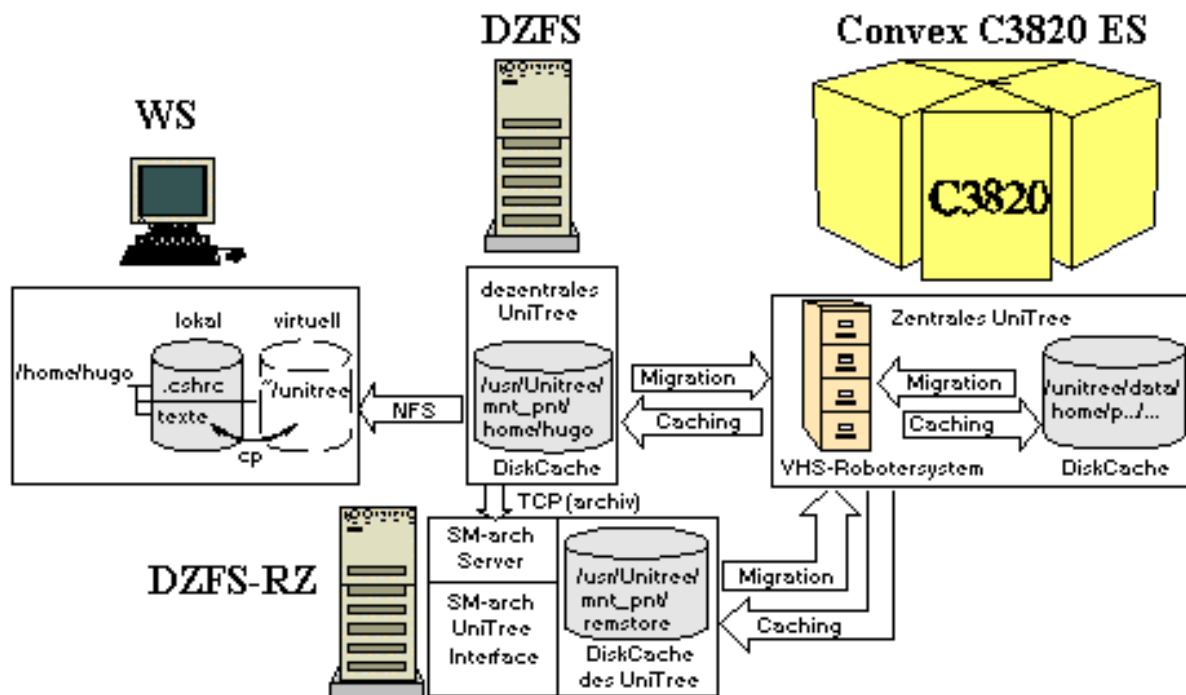 DZFS
Convex C3820 ES
WS
C3820
dezentrales
UniTree
Zentrales UniTree
lokal
virtuell
/home/hugo
.cshrc
~/unitree
texte
cp
NFS
/usr/Unitree/
mnt_pnt/
home/hugo
DiskCache
Migration
Caching
Migration
Caching
/unitree/data/
home/p../...
VHS-Robotersystem
DiskCache
TCP (archiv)
DZFS-RZ
SM-arch
Server
SM-arch
UniTree
Interface
/usr/Unitree/
mnt_pnt/
remstore
DiskCache
des UniTree
Migration
Caching